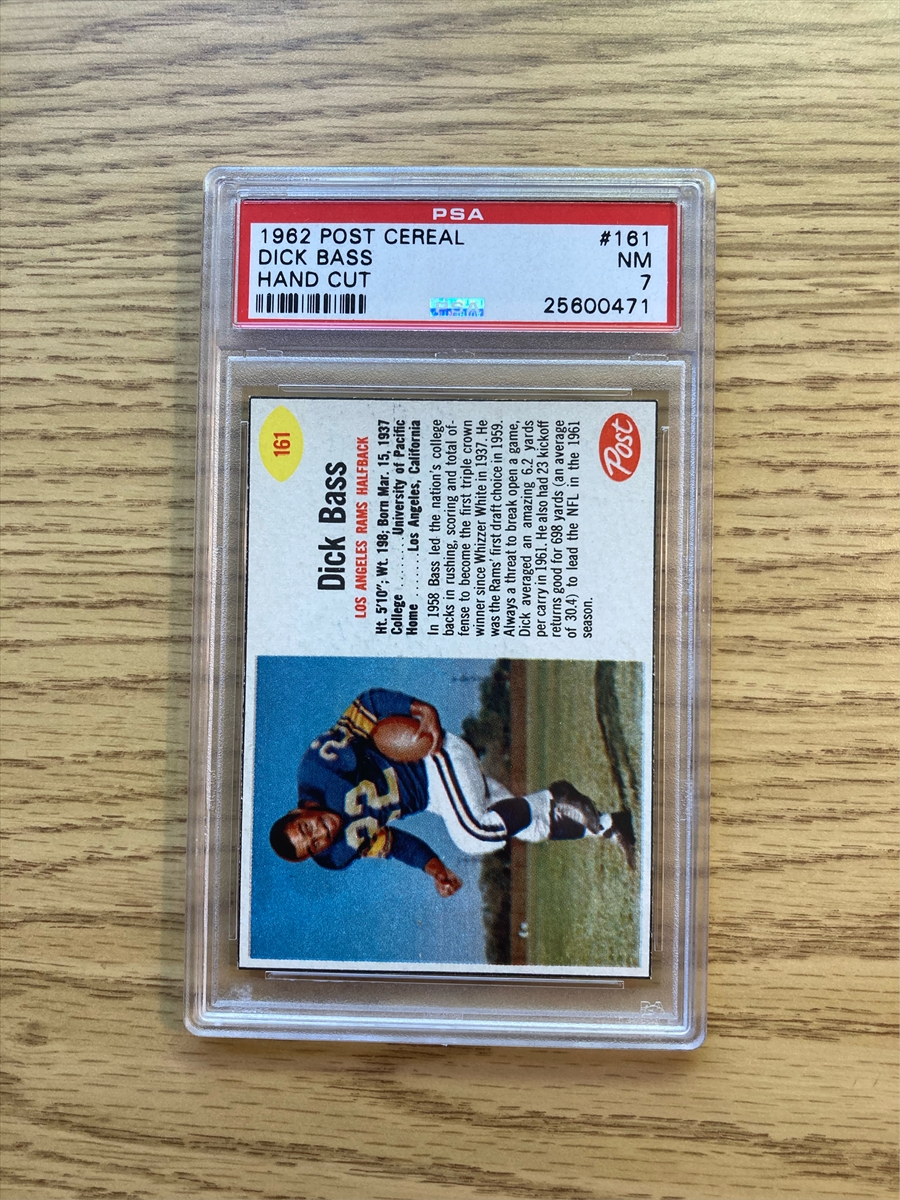 PSA
1962 POST CEREAL #161
DICK BASS NM
HAND CUT 7
25600471
161
Dick Bass
LOS ANGELES RAMS HALFBACK
Ht. 5'10"; Wt. 198; Born Mar. 15, 1937
College ........ University of Pacific
Home ....... Los Angeles, California
In 1958 Bass led the nation's college
backs in rushing, scoring and total of-
fense to become the first triple crown
winner since Whizzer White in 1937. He
was the Rams' first draft choice in 1959.
Always a threat to break open a game,
Dick averaged an amazing 6.2 yards
per carry in 1961. He also had 23 kickoff
returns good for 698 yards (an average
of 30.4) to lead the NFL in the 1961
season.
Post
22
2